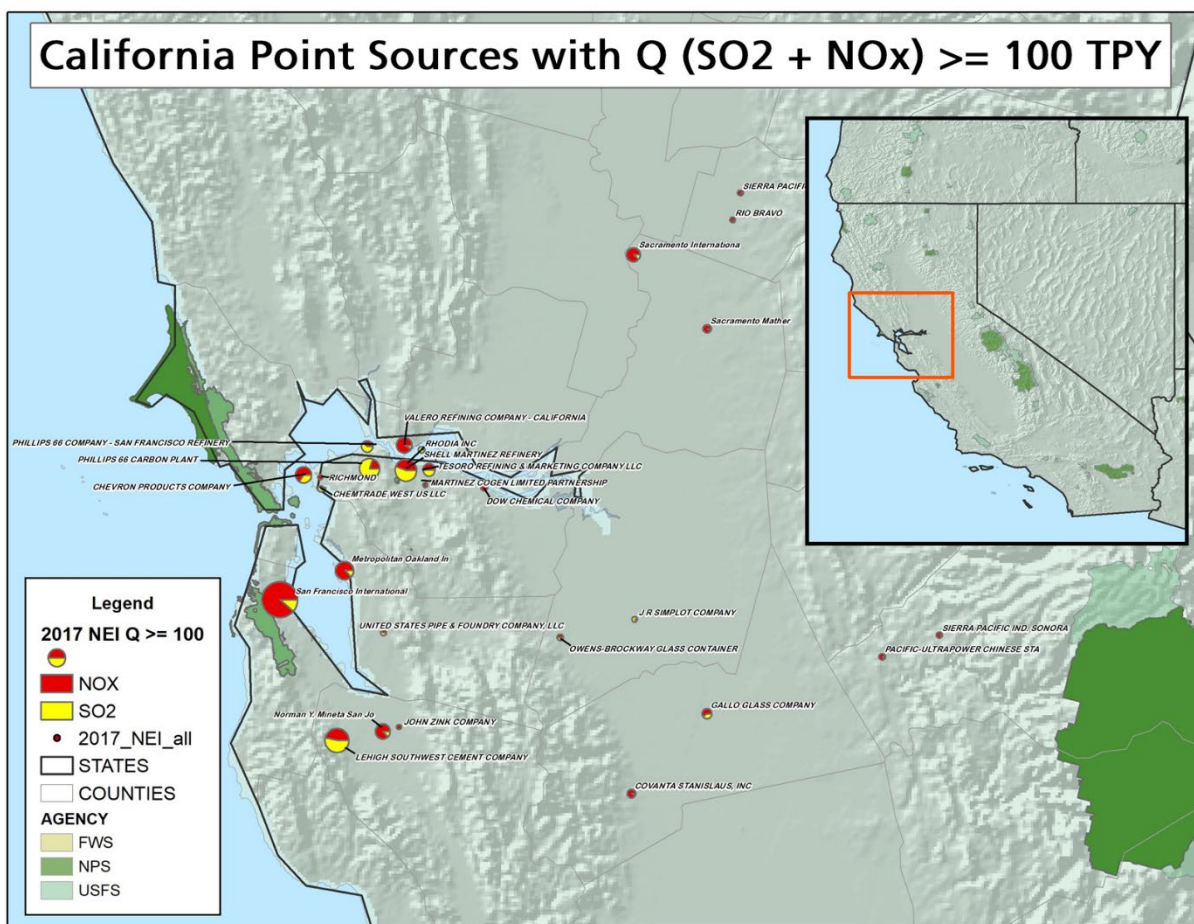 California Point Sources with Q (SO2 + NOx) >= 100 TPY
SIERRA PACIFIC
RIO BRAVO
Sacramento Internationa
Sacramento Mather
VALERO REFINING COMPANY - CALIFORNIA
PHILLIPS 66 COMPANY - SAN FRANCISCO REFINERY
RHODIA INC
SHELL MARTINEZ REFINERY
PHILLIPS 66 CARBON PLANT
TESORO REFINING & MARKETING COMPANY LLC
RICHMOND
MARTINEZ COGEN LIMITED PARTNERSHIP
CHEVRON PRODUCTS COMPANY
CHEMTRADE WEST US LLC
DOW CHEMICAL COMPANY
Metropolitan Oakland In
San Francisco International
J R SIMPLOT COMPANY
UNITED STATES PIPE & FOUNDRY COMPANY, LLC
SIERRA PACIFIC IND. SONORA
OWENS-BROCKWAY GLASS CONTAINER
PACIFIC-ULTRAPOWER CHINESE STA
GALLO GLASS COMPANY
Norman Y. Mineta San Jo
JOHN ZINK COMPANY
LEHIGH SOUTHWEST CEMENT COMPANY
COVANTA STANISLAUS, INC
Legend
2017 NEI Q >= 100
NOX
SO2
2017_NEI_all
STATES
COUNTIES
AGENCY
FWS
NPS
USFS